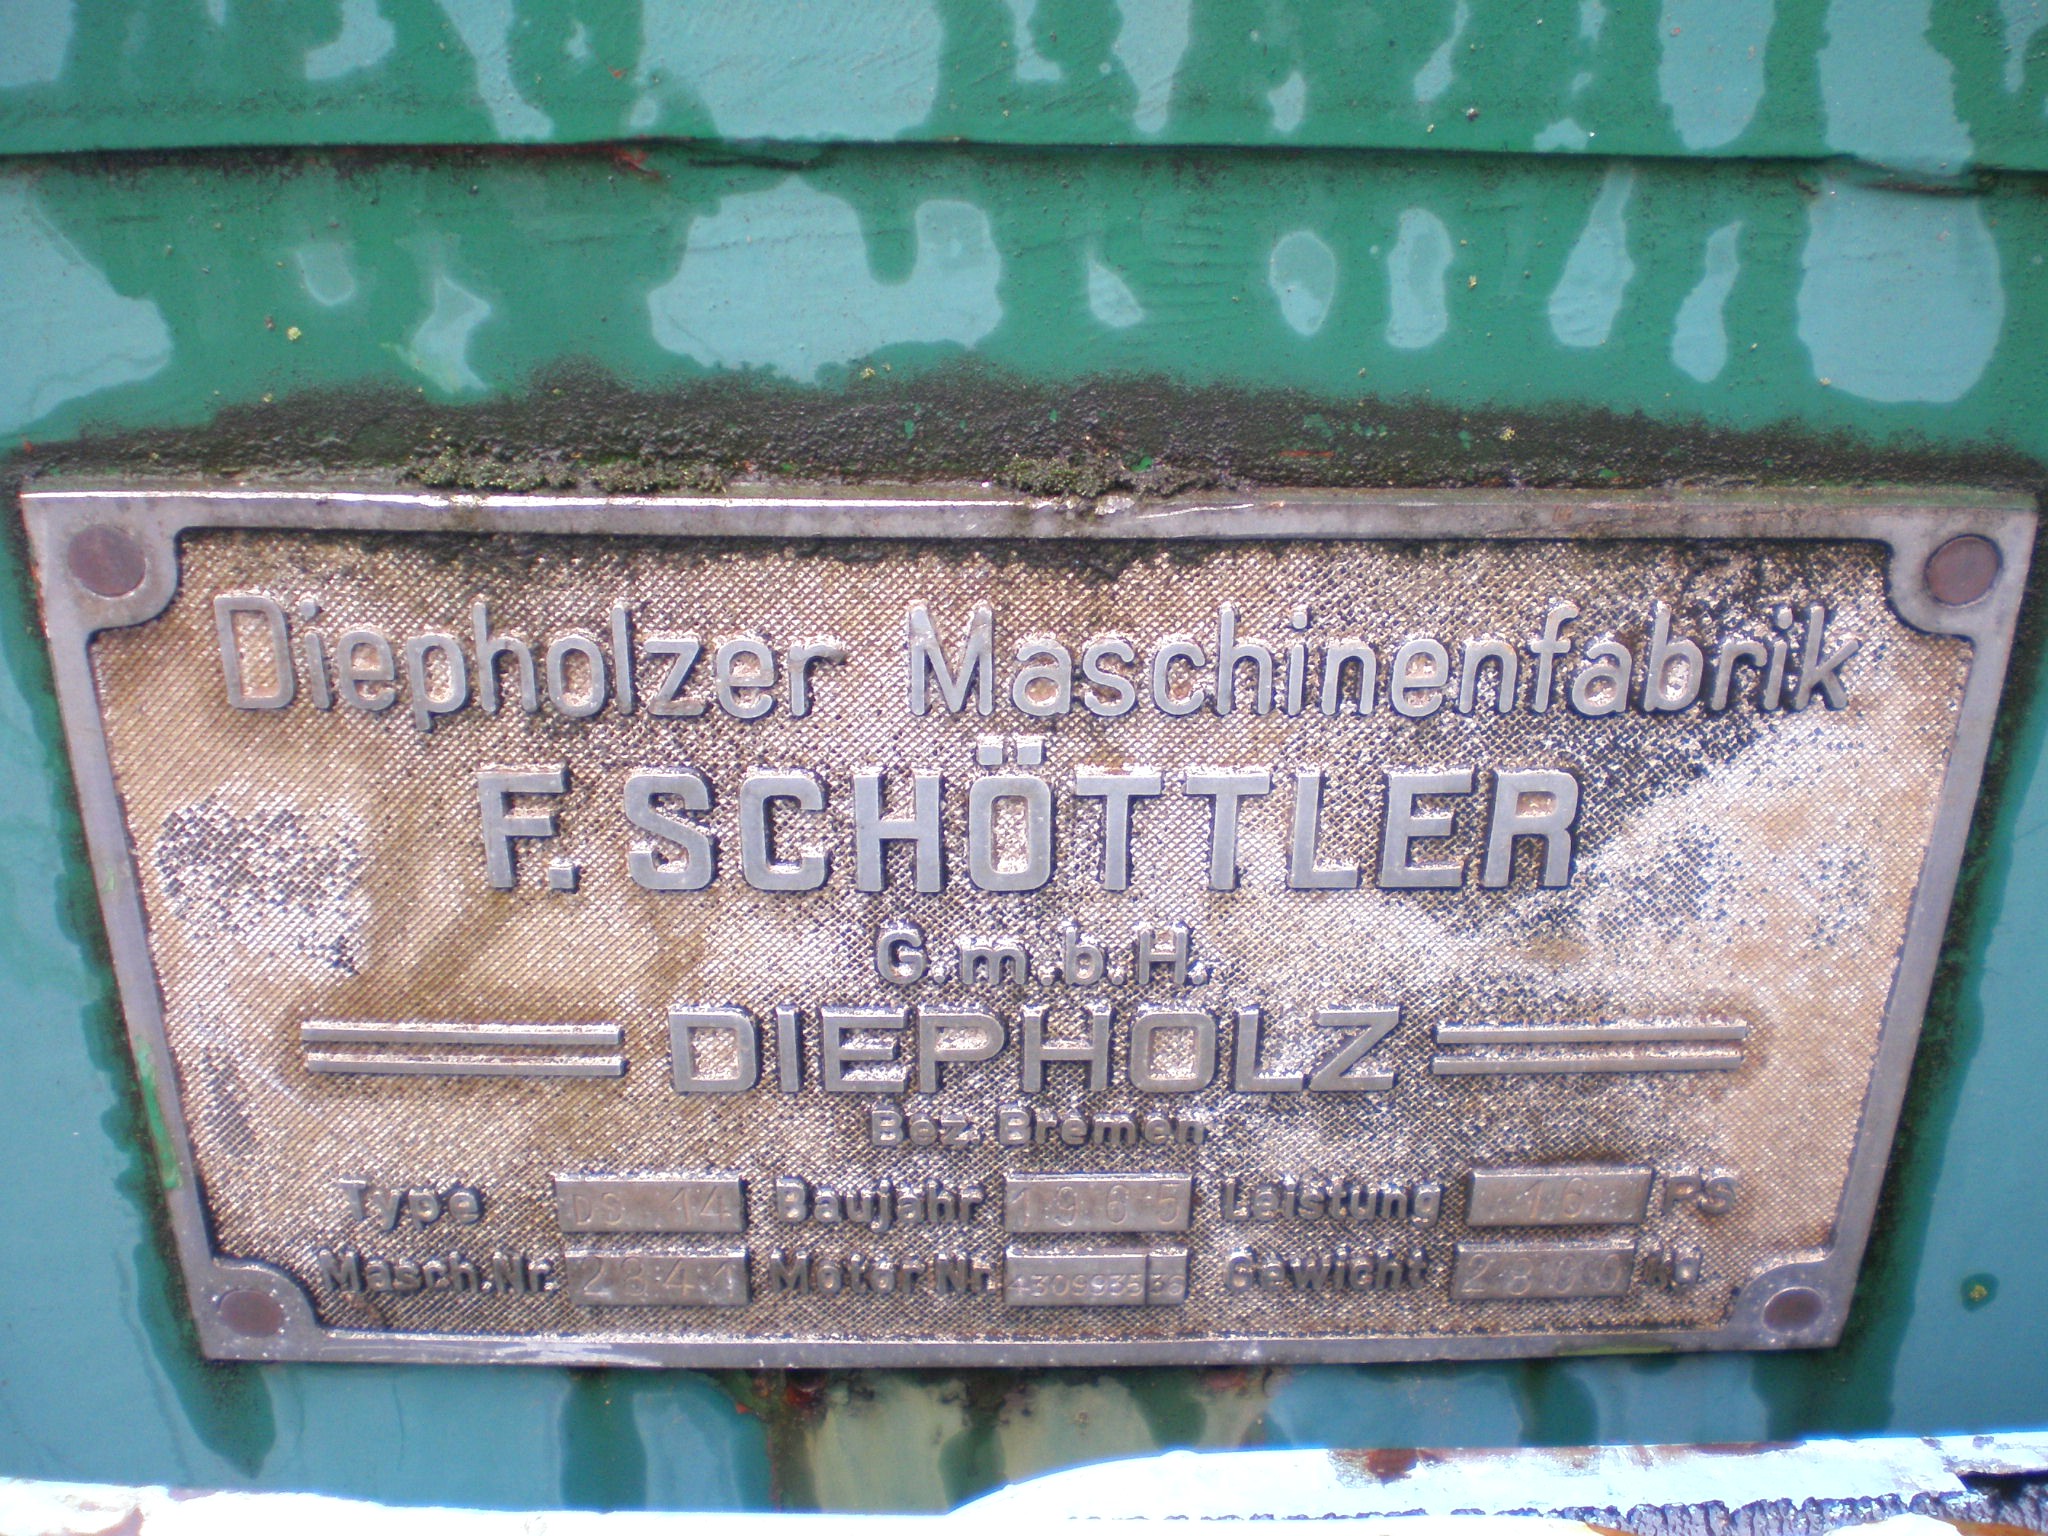 Diepholzer Maschinenfabrik
F. SCHÖTTLER
G.m.b.H.
DIEPHOLZ
Bez. Bremen
Type DS 14 Baujahr 1965 Leistung 16 PS
Masch.Nr. 2841 Motor Nr. Gewicht 2800 kg